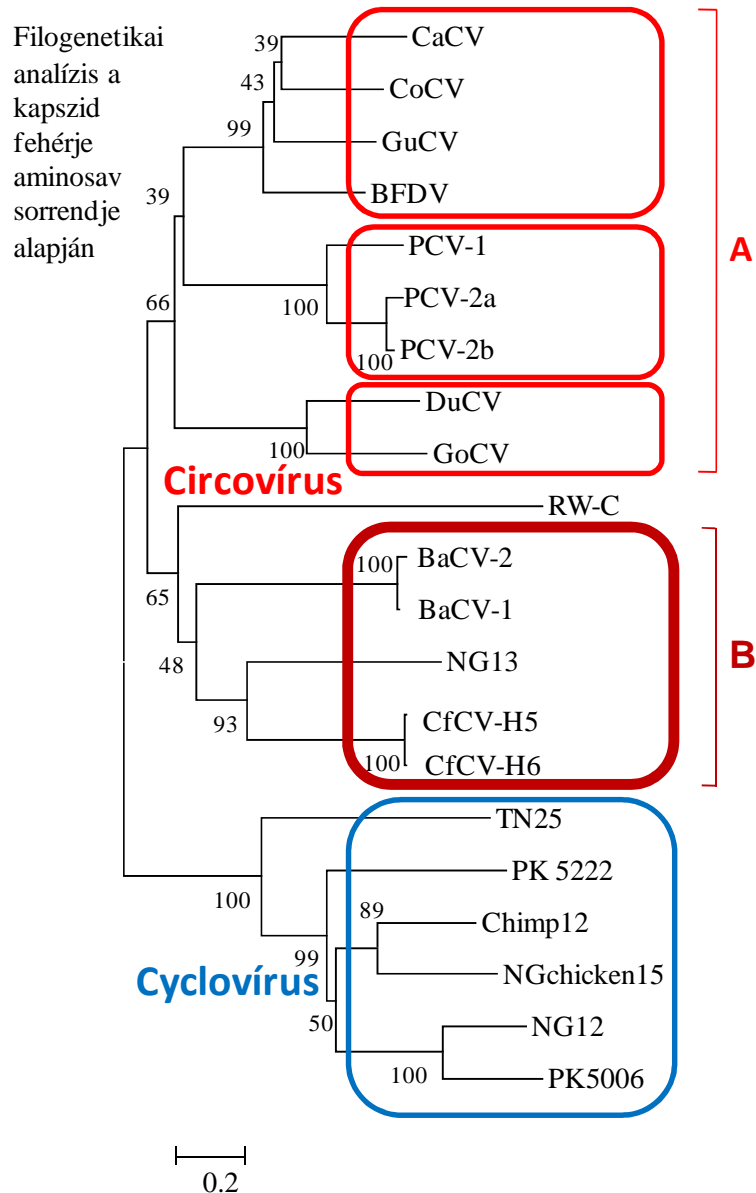 Filogenetikai
analízis a
kapszid
fehérje
aminosav
sorrendje
alapján
39
CaCV
43
CoCV
99
GuCV
BFDV
39
PCV-1
100
PCV-2a
100
PCV-2b
66
DuCV
100
GoCV
A
Circovírus
RW-C
65
100
BaCV-2
BaCV-1
48
NG13
93
CfCV-H5
100
CfCV-H6
B
TN25
100
PK 5222
89
Chimp12
99
NGchicken15
Cyclovírus
50
NG12
100
PK5006
0.2